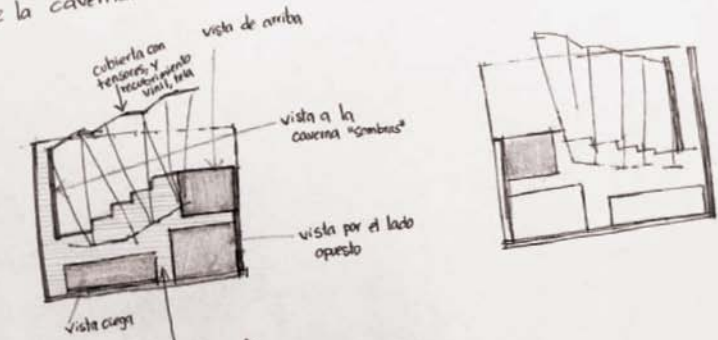 la caverna
vista de arriba
cubierta con
tensores, y
recubrimiento
vinil, tela
vista a la
caverna "sombras"
vista por el lado
opuesto
vista ciega